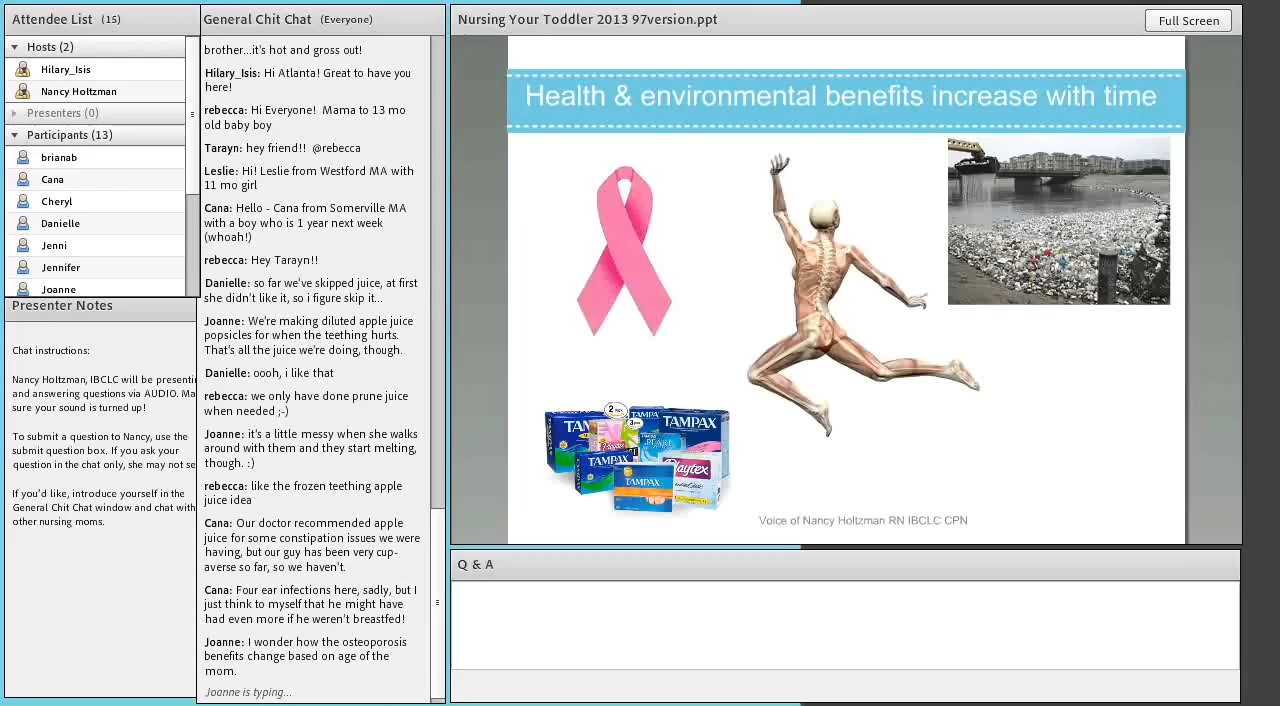 Attendee List (15)
Hosts (2)
Hilary_Isis
Nancy Holtzman
Presenters (0)
Participants (13)
brianab
Cana
Cheryl
Danielle
Jenni
Jennifer
Joanne
Presenter Notes
Chat instructions:
Nancy Holtzman, IBCLC will be presenti
and answering questions via AUDIO. Ma
sure your sound is turned up!
To submit a question to Nancy, use the
submit question box. If you ask your
question in the chat only, she may not se
If you'd like, introduce yourself in the
General Chit Chat window and chat with
other nursing moms.
General Chit Chat (Everyone)
brother...it's hot and gross out!
Hilary_Isis: Hi Atlanta! Great to have you
here!
rebecca: Hi Everyone! Mama to 13 mo
old baby boy
Tarayn: hey friend!! @rebecca
Leslie: Hi! Leslie from Westford MA with
11 mo girl
Cana: Hello - Cana from Somerville MA
with a boy who is 1 year next week
(whoah!)
rebecca: Hey Tarayn!!
Danielle: so far we've skipped juice, at first
she didn't like it, so i figure skip it...
Joanne: We're making diluted apple juice
popsicles for when the teething hurts.
That's all the juice we're doing, though.
Danielle: oooh, i like that
rebecca: we only have done prune juice
when needed ;-)
Joanne: it's a little messy when she walks
around with them and they start melting,
though. :)
rebecca: like the frozen teething apple
juice idea
Cana: Our doctor recommended apple
juice for some constipation issues we were
having, but our guy has been very cup-
averse so far, so we haven't.
Cana: Four ear infections here, sadly, but I
just think to myself that he might have
had even more if he weren't breastfed!
Joanne: I wonder how the osteoporosis
benefits change based on age of the
mom.
Joanne is typing...
Nursing Your Toddler 2013 97version.ppt
Full Screen
Health & environmental benefits increase with time
TAMPAX
TAMPAX
PEARL
TAMPAX
Playtex
TAMPAX
Voice of Nancy Holtzman RN IBCLC CPN
Q & A